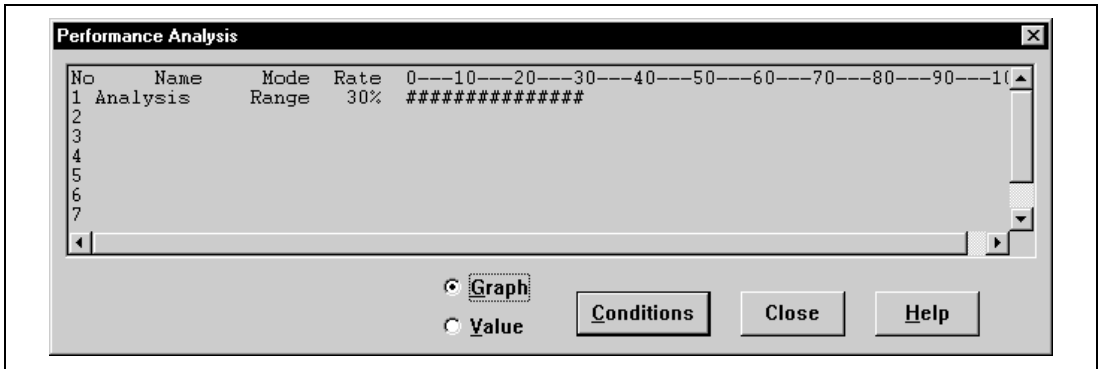 Performance Analysis
No Name Mode Rate 0---10---20---30---40---50---60---70---80---90---1(
1 Analysis Range 30% ###############
2
3
4
5
6
7
Graph
Value
Conditions
Close
Help